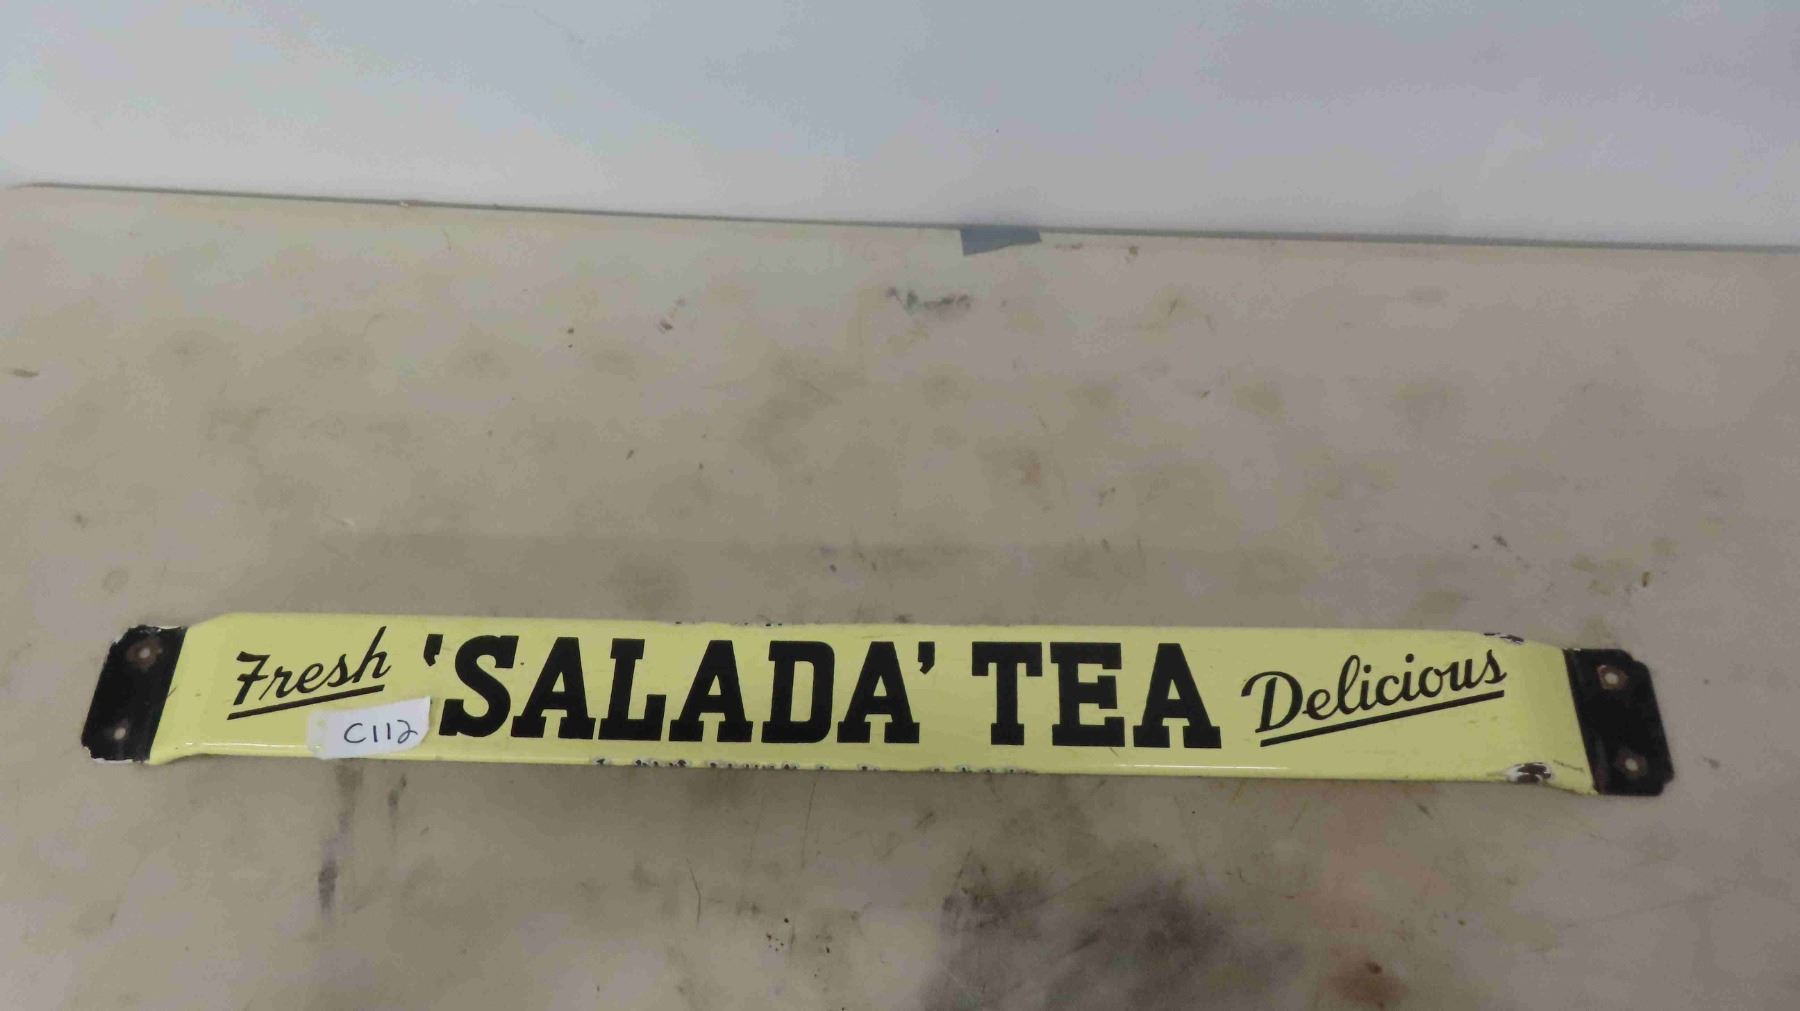 Fresh 'SALADA' TEA Delicious
C112